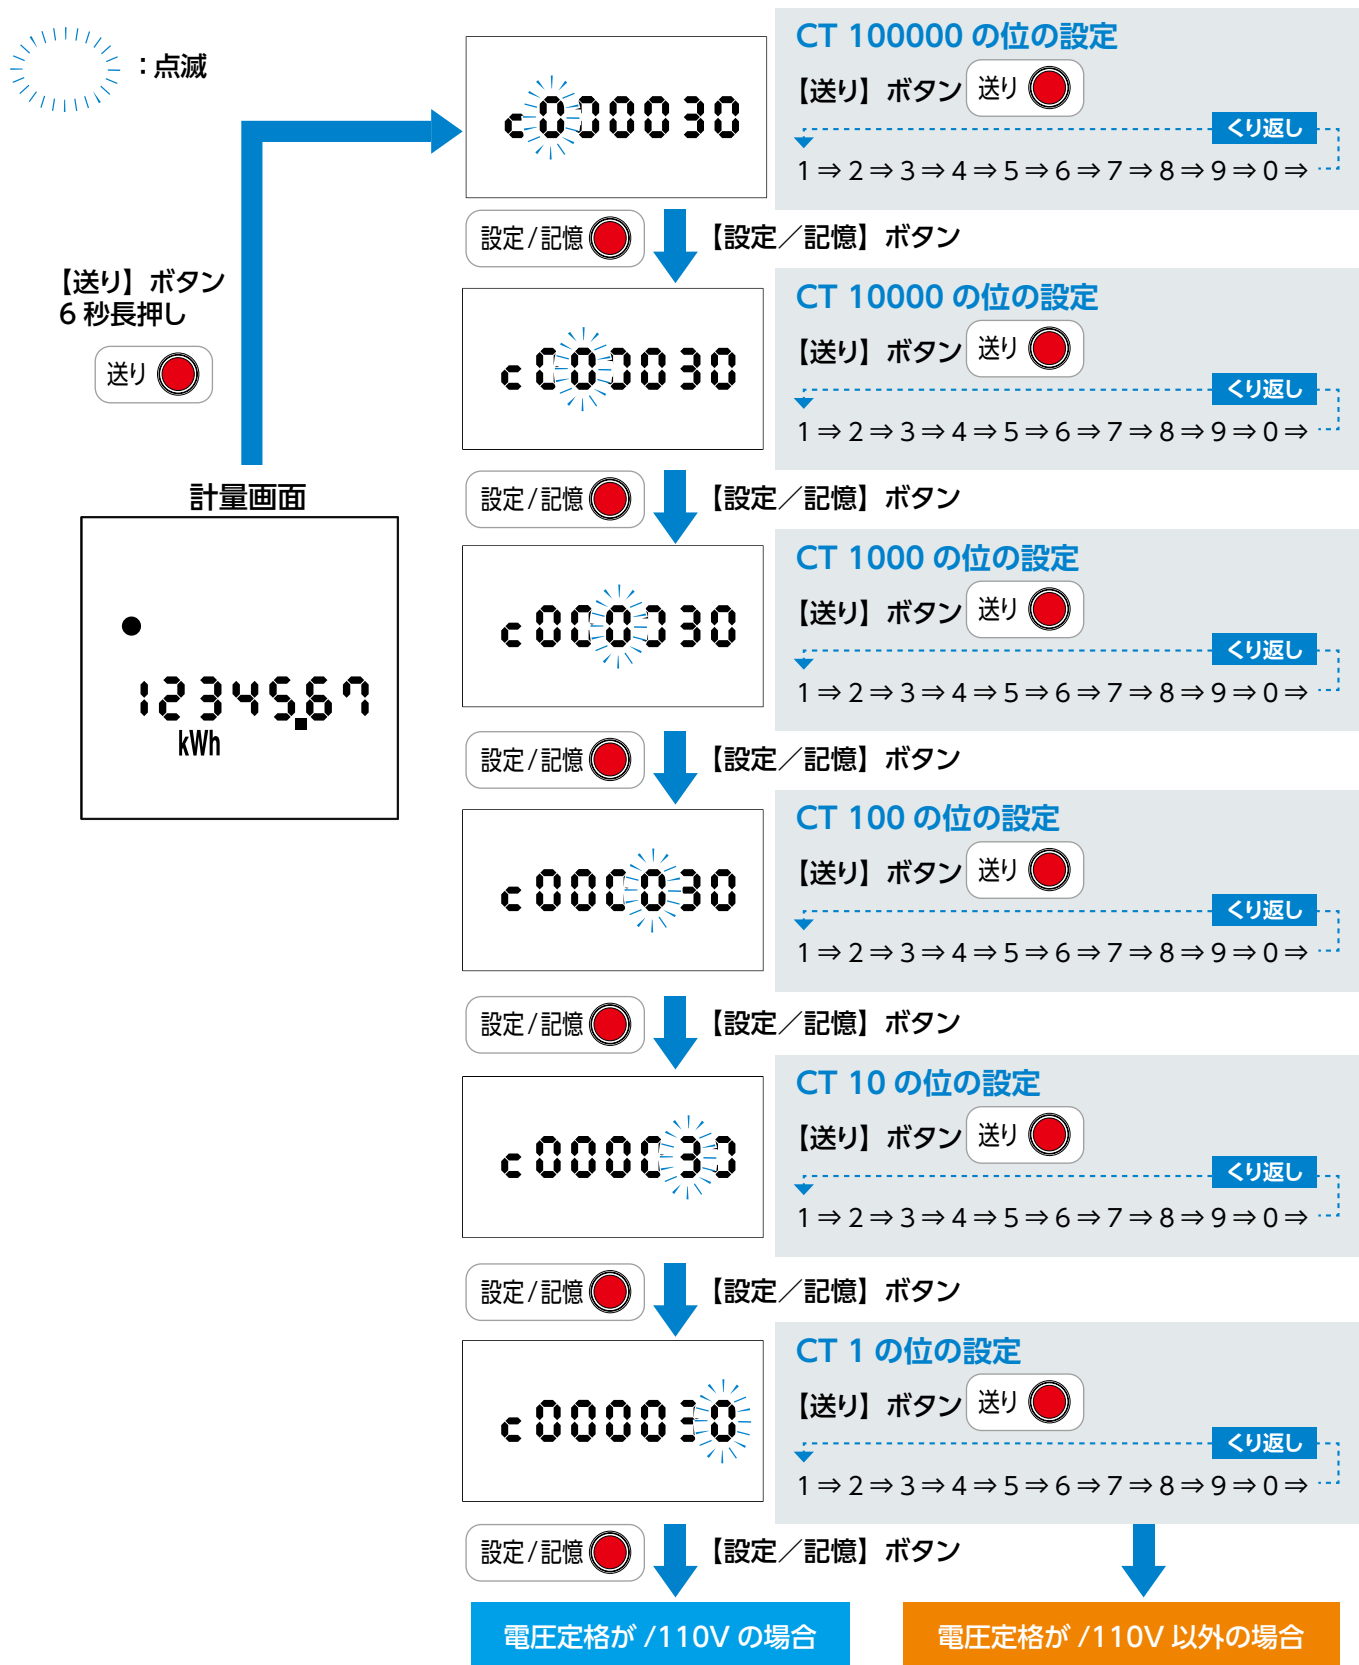 ：点滅
【送り】ボタン
6秒長押し
送り
計量画面
1234567
kWh
c000030
CT 100000 の位の設定
【送り】ボタン 送り
くり返し
1⇒2⇒3⇒4⇒5⇒6⇒7⇒8⇒9⇒0⇒
設定/記憶 【設定／記憶】ボタン
c000030
CT 10000 の位の設定
【送り】ボタン 送り
くり返し
1⇒2⇒3⇒4⇒5⇒6⇒7⇒8⇒9⇒0⇒
設定/記憶 【設定／記憶】ボタン
c000030
CT 1000 の位の設定
【送り】ボタン 送り
くり返し
1⇒2⇒3⇒4⇒5⇒6⇒7⇒8⇒9⇒0⇒
設定/記憶 【設定／記憶】ボタン
c000030
CT 100 の位の設定
【送り】ボタン 送り
くり返し
1⇒2⇒3⇒4⇒5⇒6⇒7⇒8⇒9⇒0⇒
設定/記憶 【設定／記憶】ボタン
c000030
CT 10 の位の設定
【送り】ボタン 送り
くり返し
1⇒2⇒3⇒4⇒5⇒6⇒7⇒8⇒9⇒0⇒
設定/記憶 【設定／記憶】ボタン
c000030
CT 1 の位の設定
【送り】ボタン 送り
くり返し
1⇒2⇒3⇒4⇒5⇒6⇒7⇒8⇒9⇒0⇒
設定/記憶 【設定／記憶】ボタン
電圧定格が /110V の場合
電圧定格が /110V 以外の場合